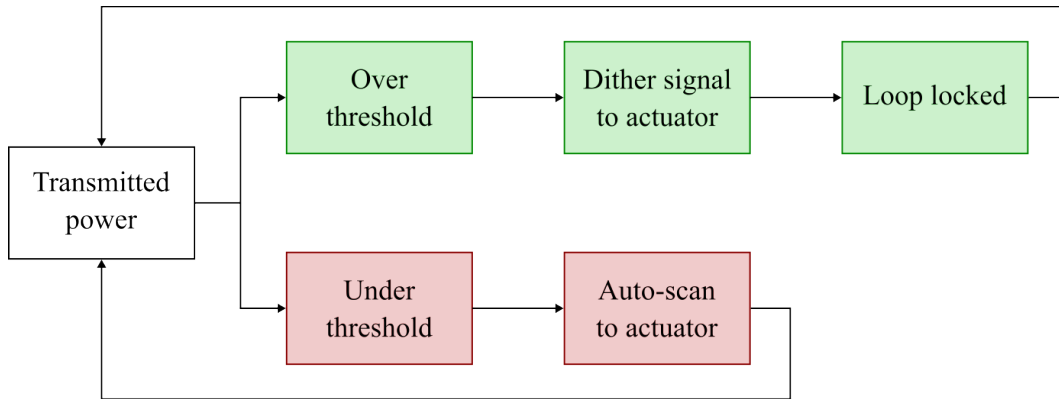 Over
threshold
Dither signal
to actuator
Loop locked
Transmitted
power
Under
threshold
Auto-scan
to actuator